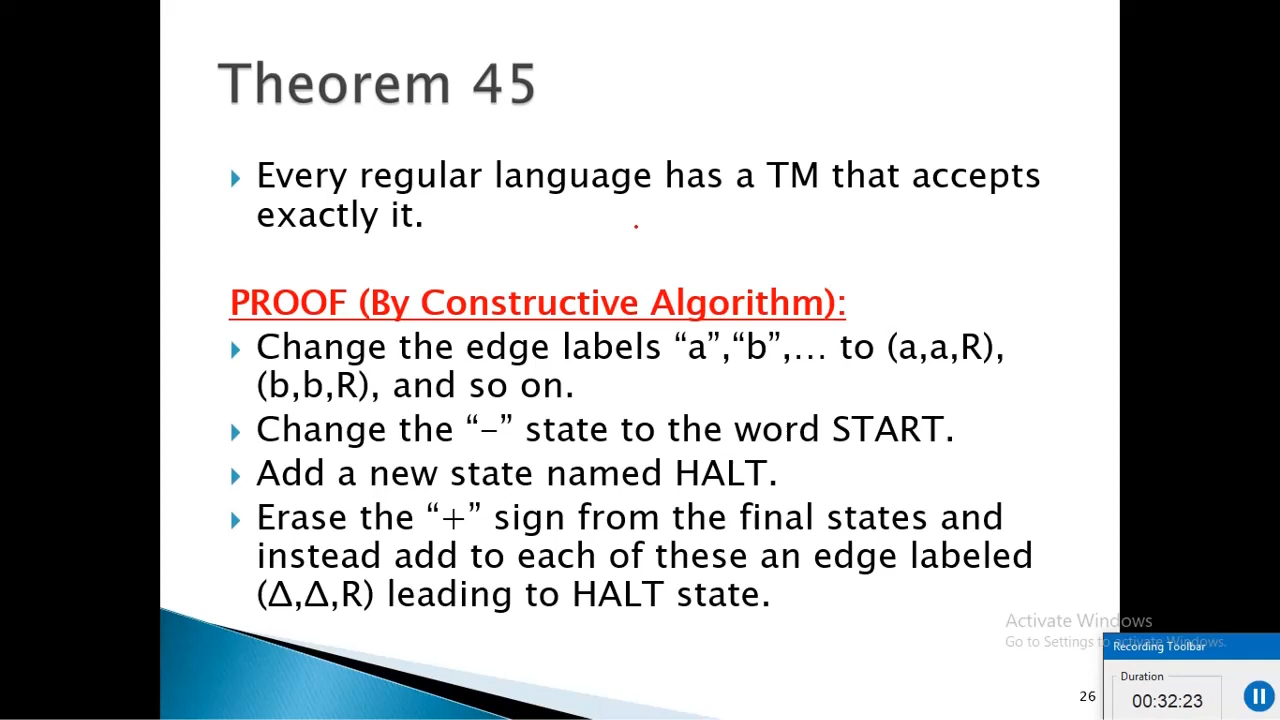 Theorem 45
Every regular language has a TM that accepts
exactly it.
PROOF (By Constructive Algorithm):
Change the edge labels “a”,“b”,… to (a,a,R),
(b,b,R), and so on.
Change the “–” state to the word START.
Add a new state named HALT.
Erase the “+” sign from the final states and
instead add to each of these an edge labeled
(Δ,Δ,R) leading to HALT state.
Activate Windows
Go to Settings to activate Windows.
Recording Toolbar
Duration
26
00:32:23